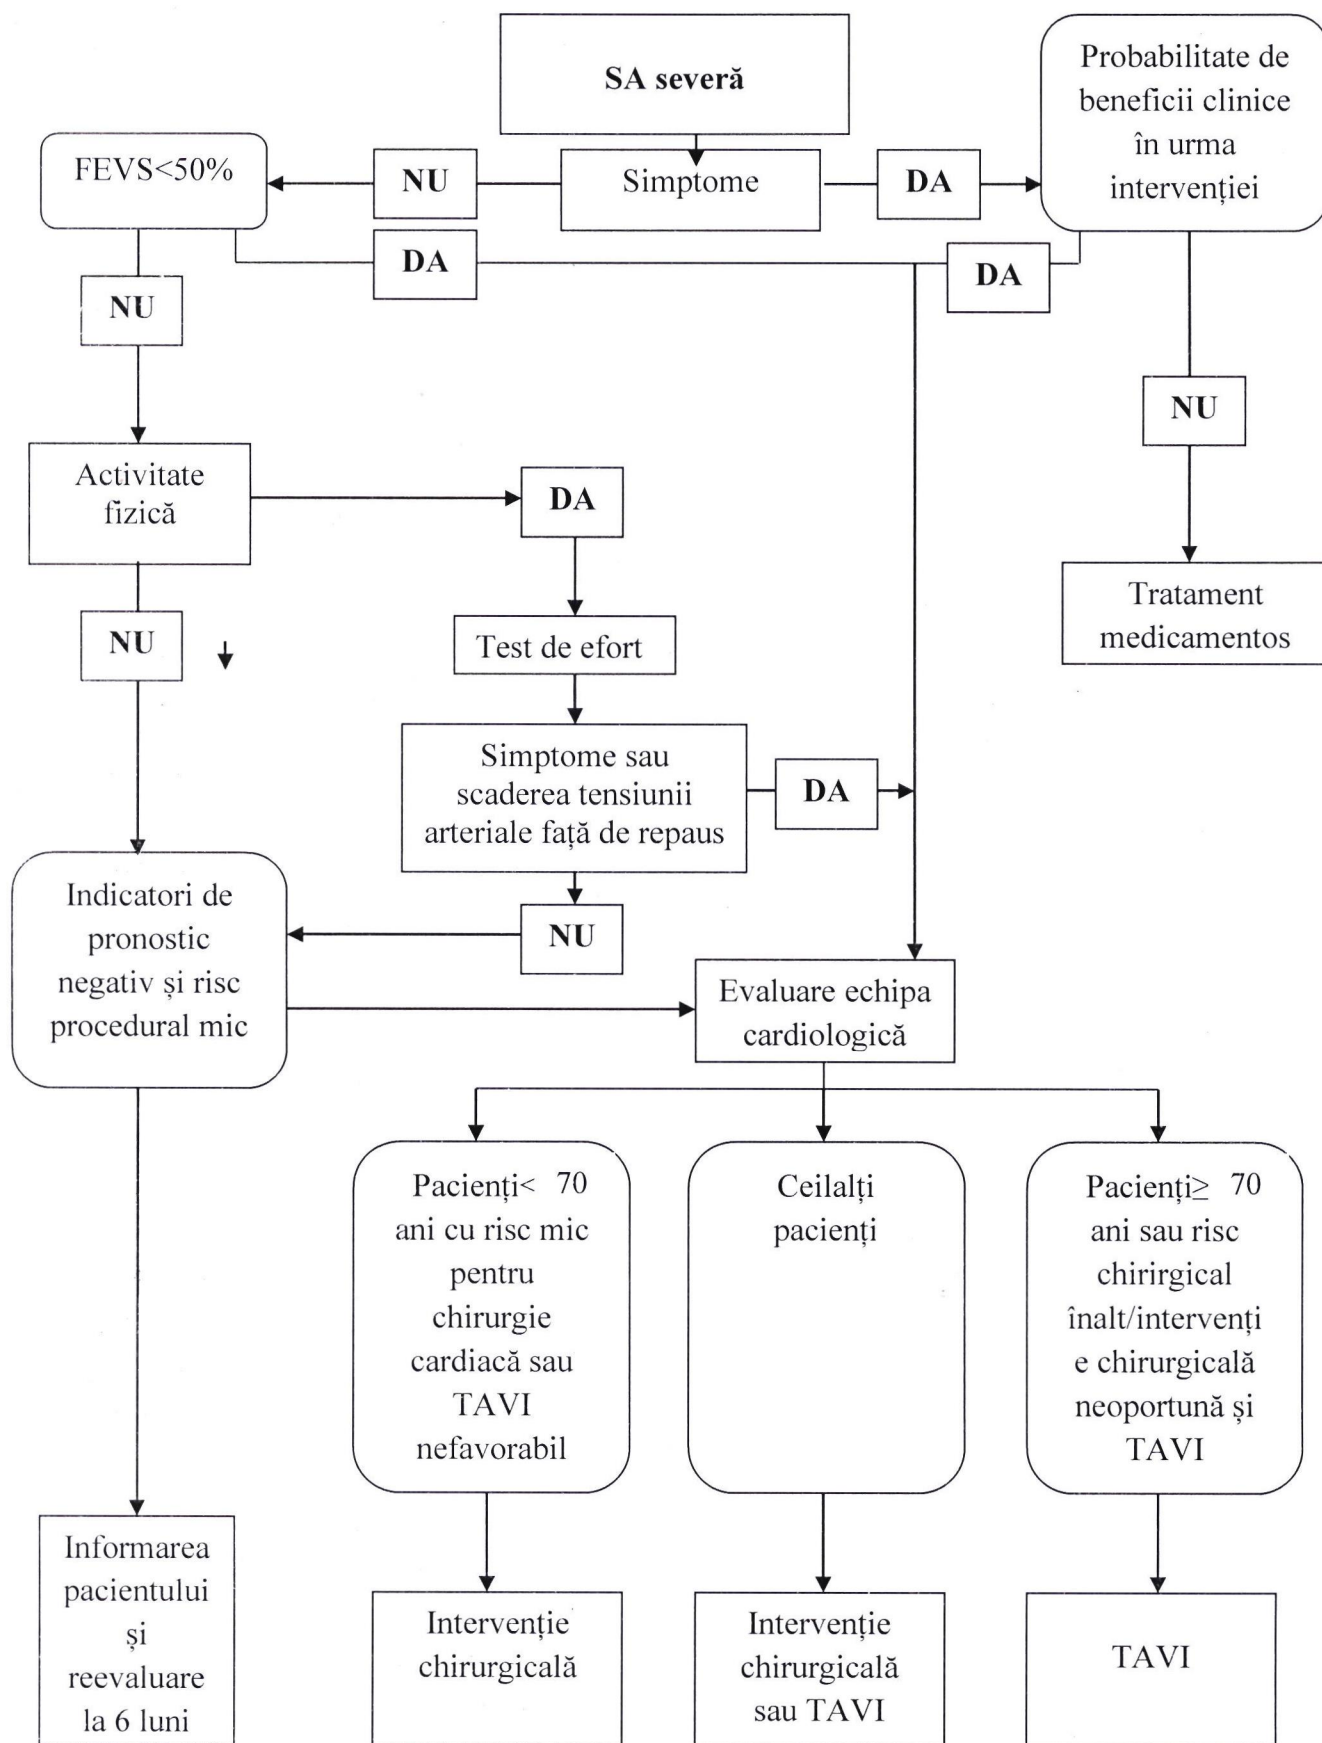 SA severă
Probabilitate de
beneficii clinice
în urma
intervenției
FEVS<50%
NU
Simptome
DA
DA
DA
NU
NU
Activitate
fizică
DA
Tratament
medicamentos
NU
Test de efort
Simptome sau
scaderea tensiunii
arteriale față de repaus
DA
Indicatori de
pronostic
negativ și risc
procedural mic
NU
Evaluare echipa
cardiologică
Pacienți< 70
ani cu risc mic
pentru
chirurgie
cardiacă sau
TAVI
nefavorabil
Ceilalți
pacienți
Pacienți≥ 70
ani sau risc
chirirgical
înalt/intervenți
e chirurgicală
neoportună și
TAVI
Informarea
pacientului
și
reevaluare
la 6 luni
Intervenție
chirurgicală
Intervenție
chirurgicală
sau TAVI
TAVI